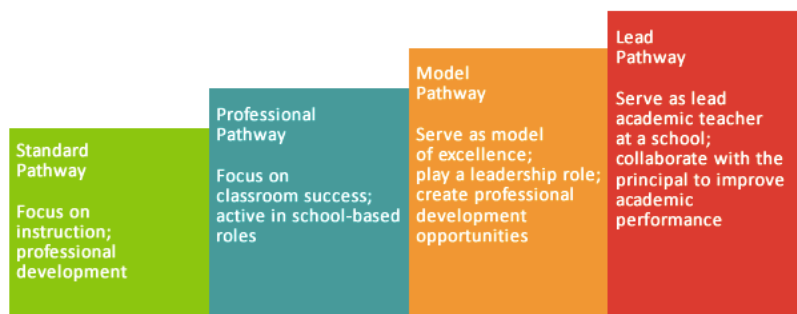 Standard
Pathway
Focus on
instruction;
professional
development
Professional
Pathway
Focus on
classroom success;
active in school-based
roles
Model
Pathway
Serve as model
of excellence;
play a leadership role;
create professional
development
opportunities
Lead
Pathway
Serve as lead
academic teacher
at a school;
collaborate with the
principal to improve
academic
performance